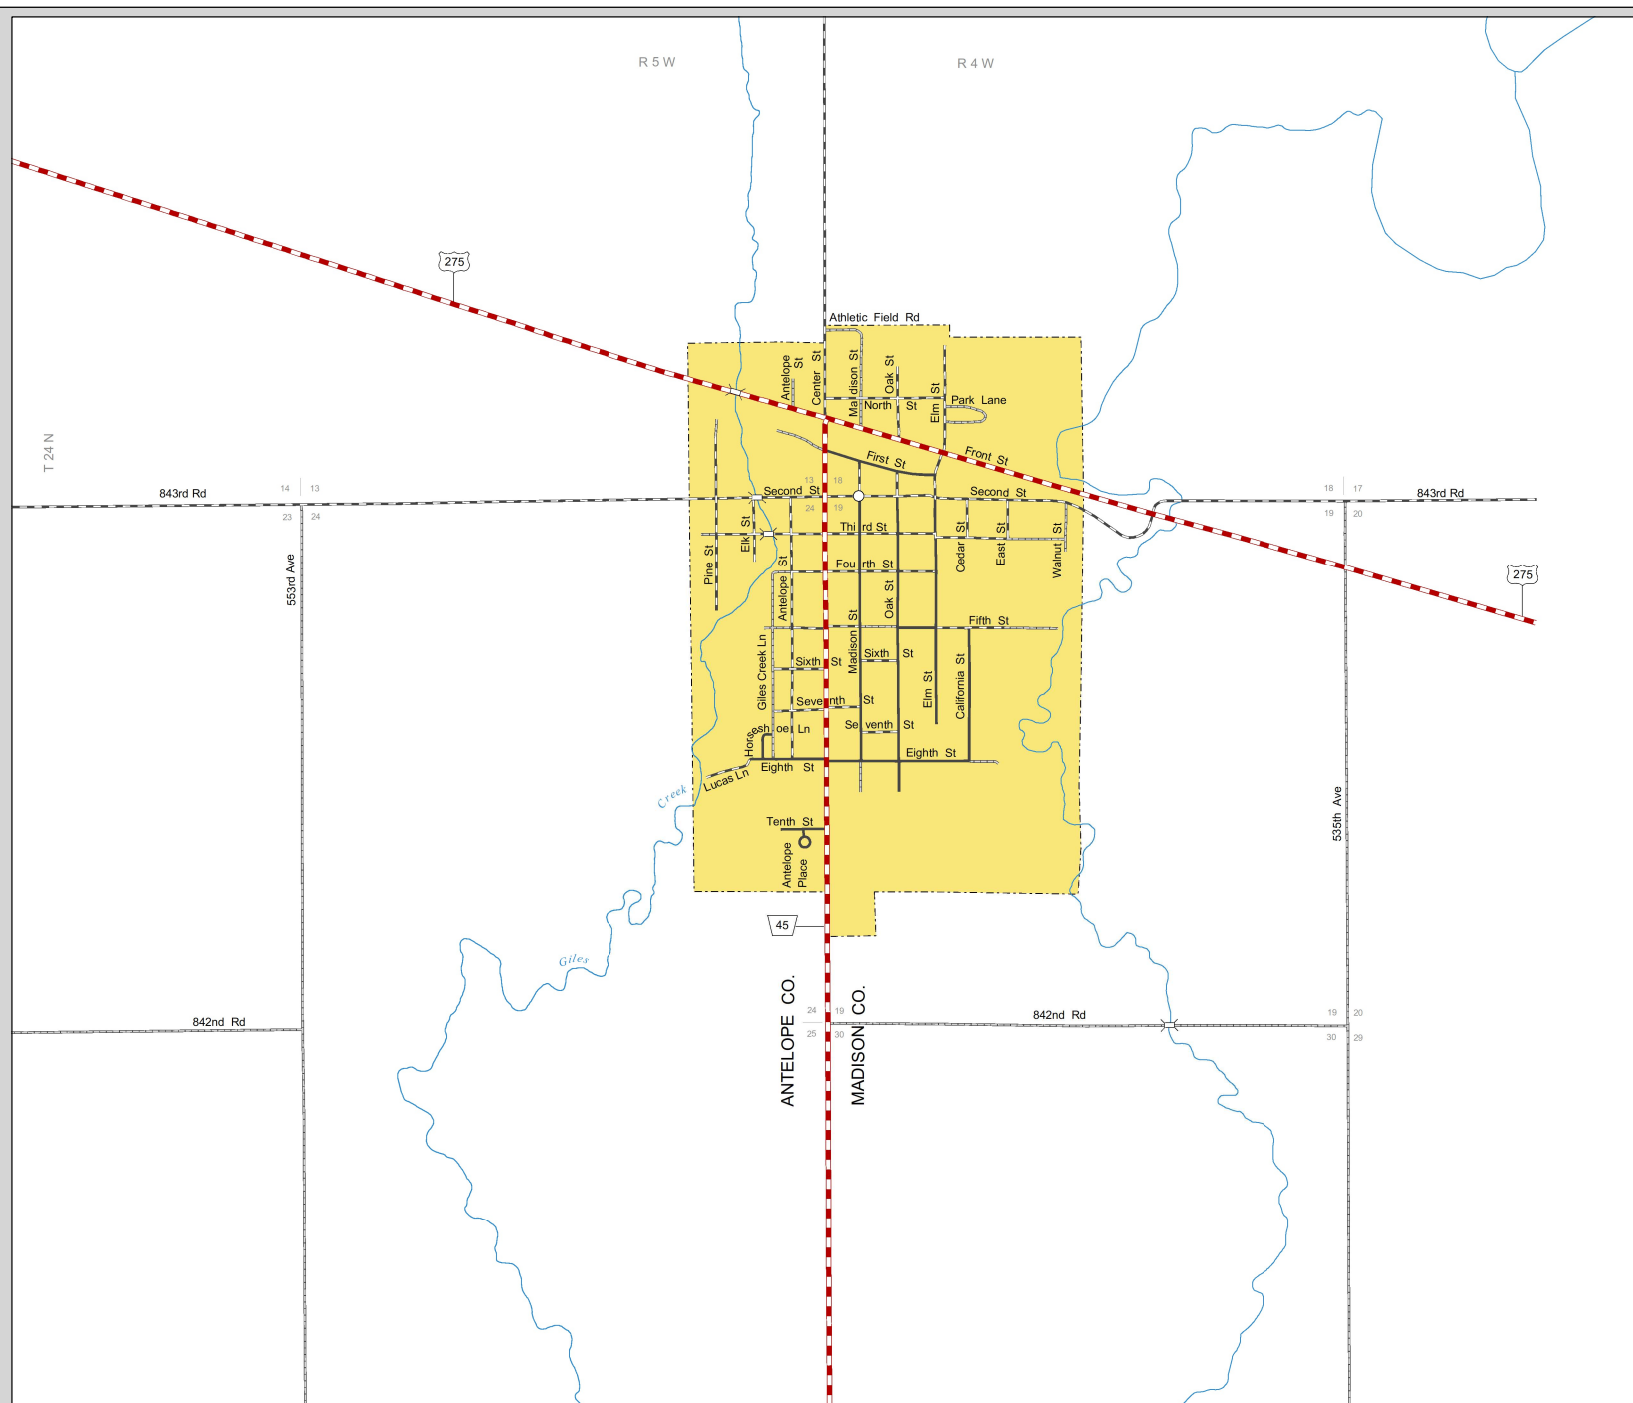 R 5 W
R 4 W
275
Athletic Field Rd
Antelope St
Center St
Madison St
Oak St
Elm St
North St
Park Lane
T 24 N
First St
Front St
14 13
13 18
18 17
843rd Rd
Second St
Second St
843rd Rd
23 24
24 19
19 20
Third St
Elk St
Pine St
Cedar St
East St
Walnut St
553rd Ave
Antelope St
Fourth St
Oak St
275
Madison St
Fifth St
Giles Creek Ln
Sixth St
Sixth St
Elm St
California St
Seventh St
Seventh St
Horseshoe Ln
Eighth St
Eighth St
Lucas Ln
Creek
535th Ave
Tenth St
Antelope Place
45
Giles
ANTELOPE CO.
MADISON CO.
24 19
19 20
842nd Rd
842nd Rd
25 30
30 29